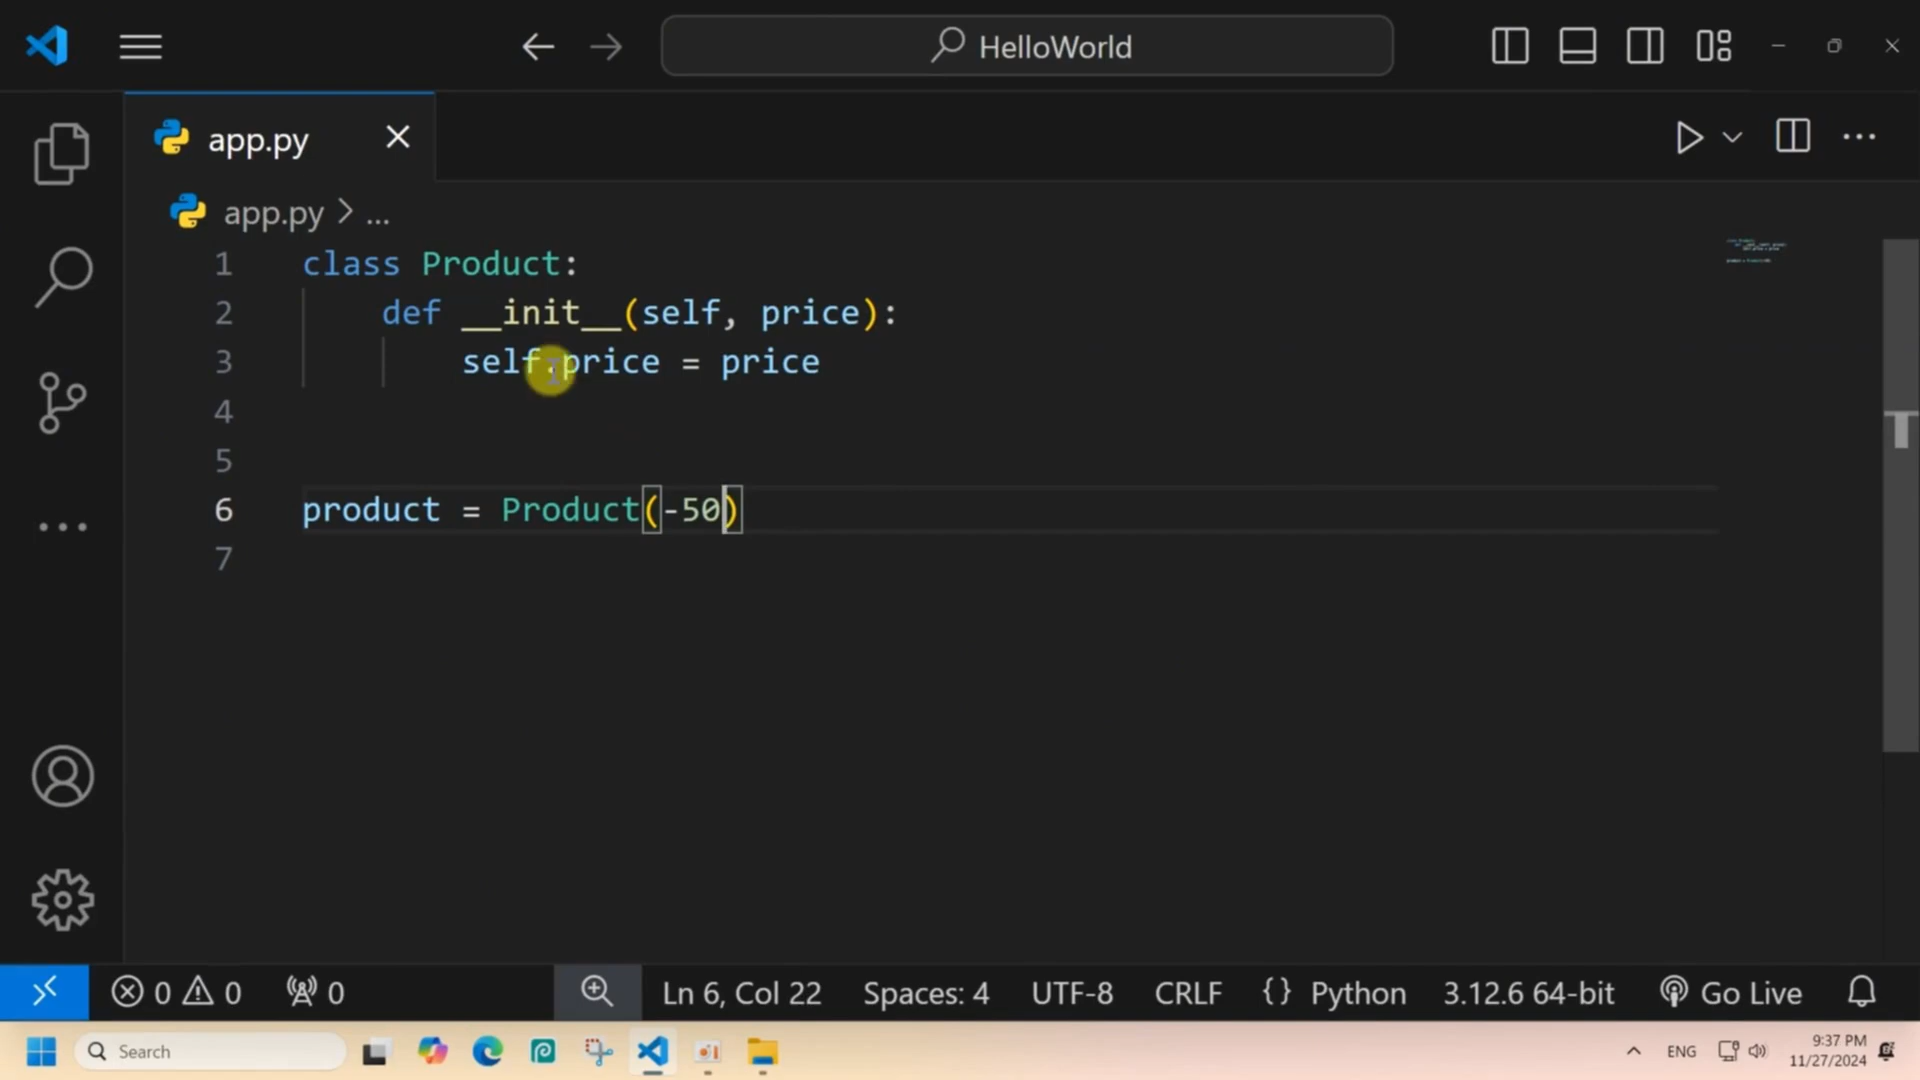 HelloWorld
app.py
app.py > ...
1 class Product:
2 def __init__(self, price):
3 self.price = price
4
5
6 product = Product(-50)
7
0 0 0 Ln 6, Col 22 Spaces: 4 UTF-8 CRLF {} Python 3.12.6 64-bit Go Live
Search
ENG
9:37 PM
11/27/2024